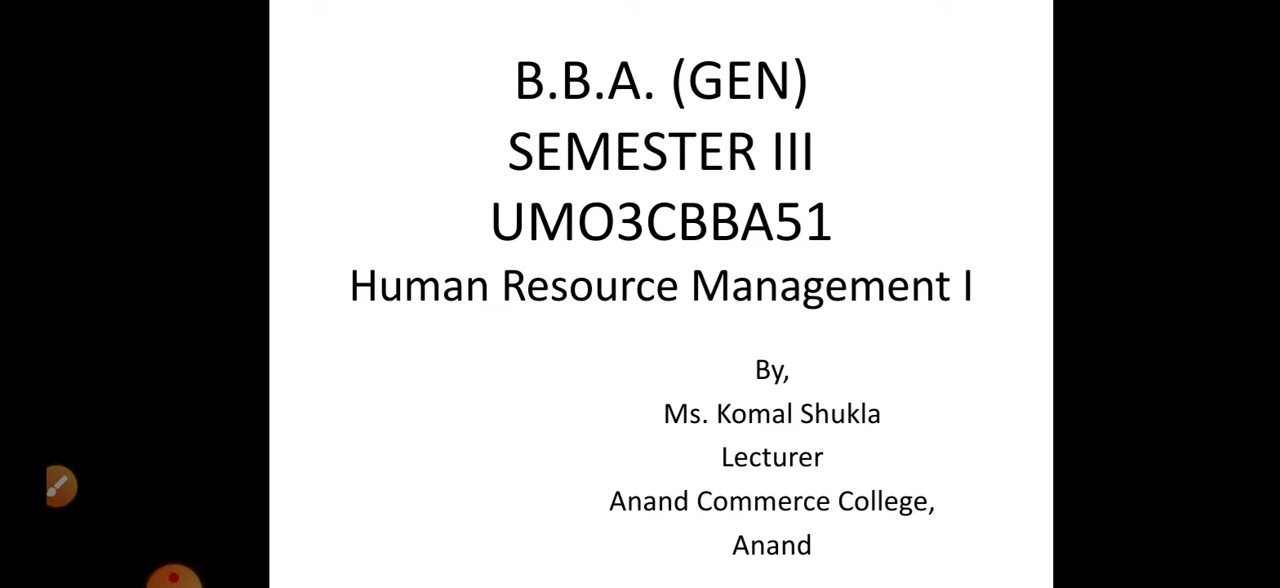 B.B.A. (GEN)
SEMESTER III
UMO3CBBA51
Human Resource Management I
By,
Ms. Komal Shukla
Lecturer
Anand Commerce College,
Anand